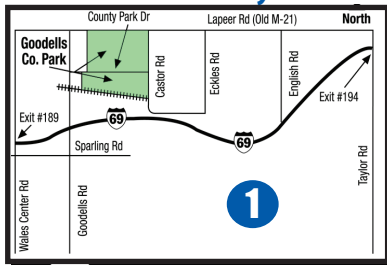 County Park Dr
Lapeer Rd (Old M-21)
North
Goodells
Co. Park
Castor Rd
Eckles Rd
English Rd
Exit #194
Exit #189
69
69
Sparling Rd
Wales Center Rd
Goodells Rd
1
Taylor Rd